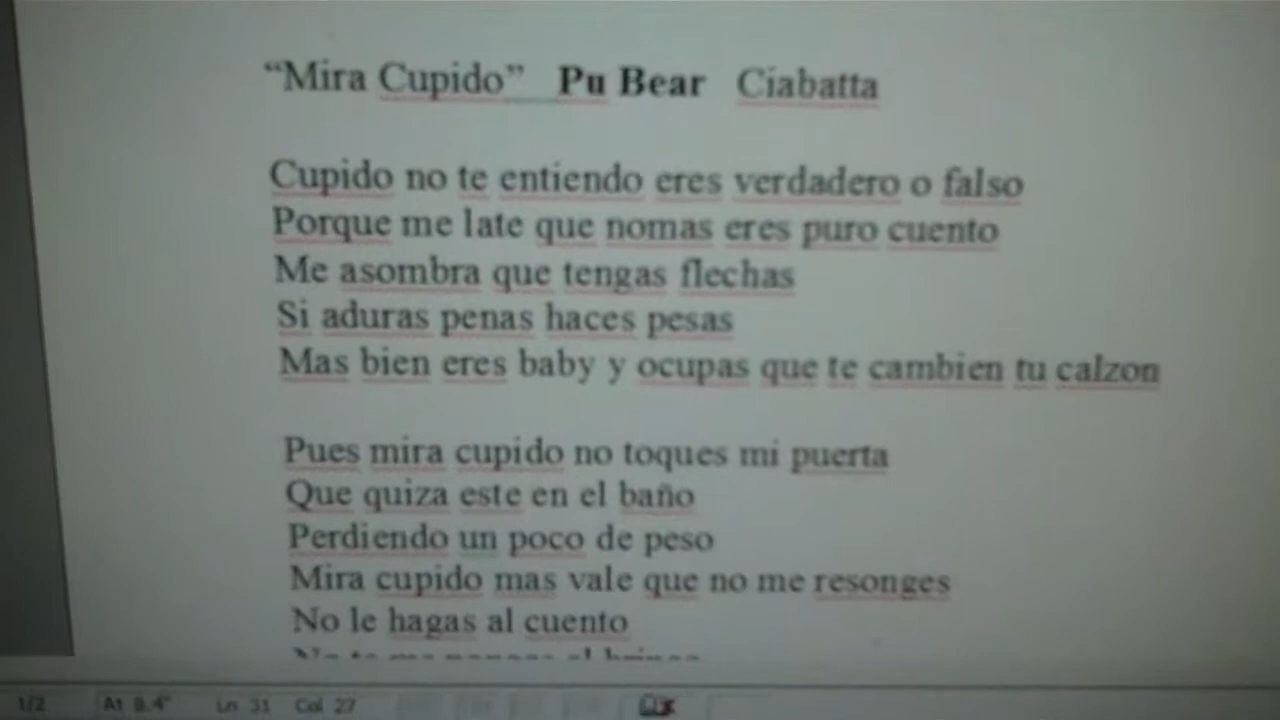 “Mira Cupido” Pu Bear Ciabatta
Cupido no te entiendo eres verdadero o falso
Porque me late que nomas eres puro cuento
Me asombra que tengas flechas
Si aduras penas haces pesas
Mas bien eres baby y ocupas que te cambien tu calzon
Pues mira cupido no toques mi puerta
Que quiza este en el baño
Perdiendo un poco de peso
Mira cupido mas vale que no me resonges
No le hagas al cuento
1/2 At 8.4" Ln 31 Col 27